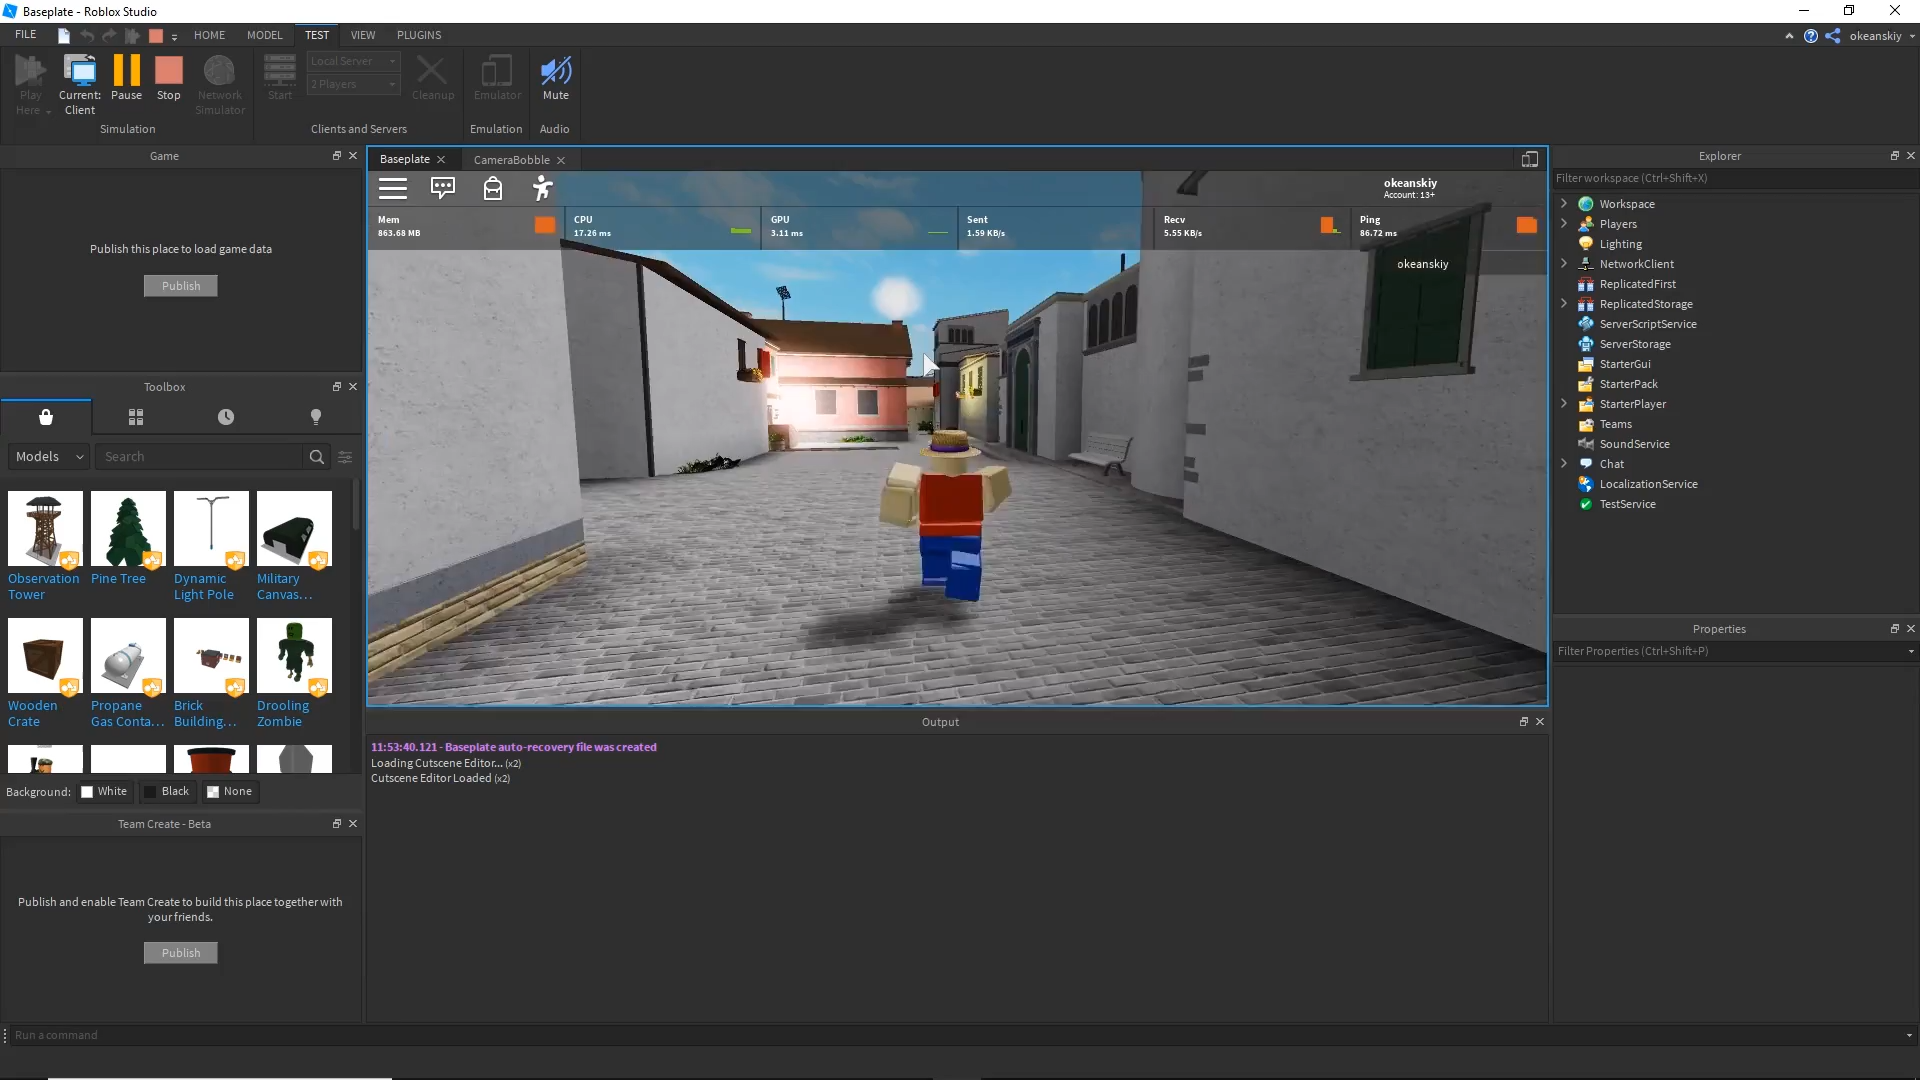 Baseplate - Roblox Studio
FILE HOME MODEL TEST VIEW PLUGINS okeanskiy
Play Here
Current: Client
Pause
Stop
Network Simulator
Start
Local Server
2 Players
Cleanup
Emulator
Mute
Simulation
Clients and Servers
Emulation
Audio
Game
Publish this place to load game data
Publish
Toolbox
Models
Search
Observation Tower
Pine Tree
Dynamic Light Pole
Military Canvas...
Wooden Crate
Propane Gas Conta...
Brick Building...
Drooling Zombie
Background: White Black None
Team Create - Beta
Publish and enable Team Create to build this place together with
your friends.
Publish
Baseplate
CameraBobble
okeanskiy
Account: 13+
Mem
863.68 MB
CPU
17.26 ms
GPU
3.11 ms
Sent
1.59 KB/s
Recv
5.55 KB/s
Ping
86.72 ms
okeanskiy
Output
11:53:40.121 - Baseplate auto-recovery file was created
Loading Cutscene Editor... (x2)
Cutscene Editor Loaded (x2)
Explorer
Filter workspace (Ctrl+Shift+X)
Workspace
Players
Lighting
NetworkClient
ReplicatedFirst
ReplicatedStorage
ServerScriptService
ServerStorage
StarterGui
StarterPack
StarterPlayer
Teams
SoundService
Chat
LocalizationService
TestService
Properties
Filter Properties (Ctrl+Shift+P)
Run a command